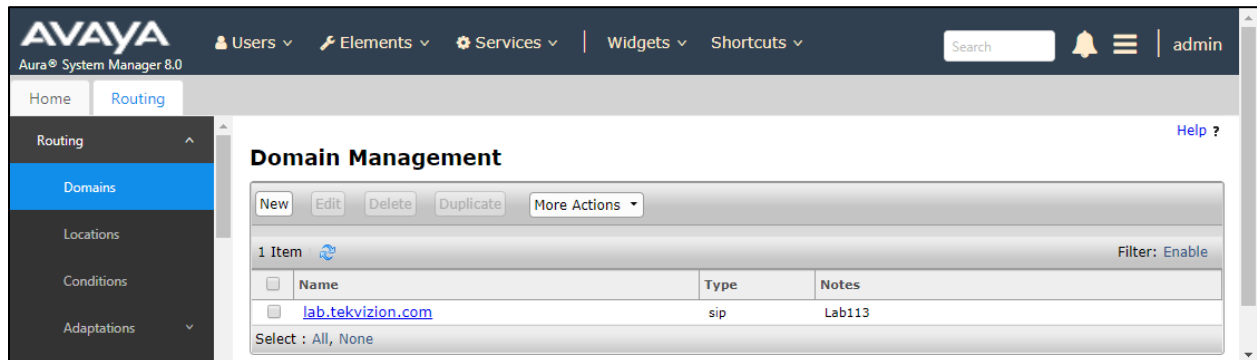 AVAYA
Aura® System Manager 8.0
Users Elements Services | Widgets Shortcuts Search | admin
Home Routing
Help ?
Routing
Domain Management
Domains
New Edit Delete Duplicate More Actions
Locations
1 Item Filter: Enable
Conditions
Name Type Notes
lab.tekvizion.com sip Lab113
Adaptations
Select : All, None